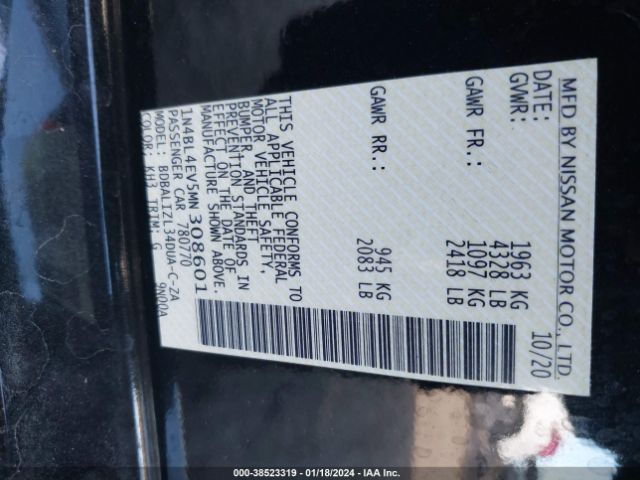 MFD BY NISSAN MOTOR CO., LTD.
DATE: 10/20
GVWR: 1963 KG
4328 LB
GAWR FR.: 1097 KG
2418 LB
GAWR RR.: 945 KG
2083 LB
THIS VEHICLE CONFORMS TO
ALL APPLICABLE FEDERAL
MOTOR VEHICLE SAFETY,
BUMPER, AND THEFT
PREVENTION STANDARDS IN
EFFECT ON THE DATE OF
MANUFACTURE SHOWN ABOVE.
1N4BL4EV5MN308601
PASSENGER CAR 780770
MODEL: BDBALIZL34DUA-C-ZA
COLOR: KH3 TRIM: G 9N00A
000-38523319 - 01/18/2024 - IAA Inc.